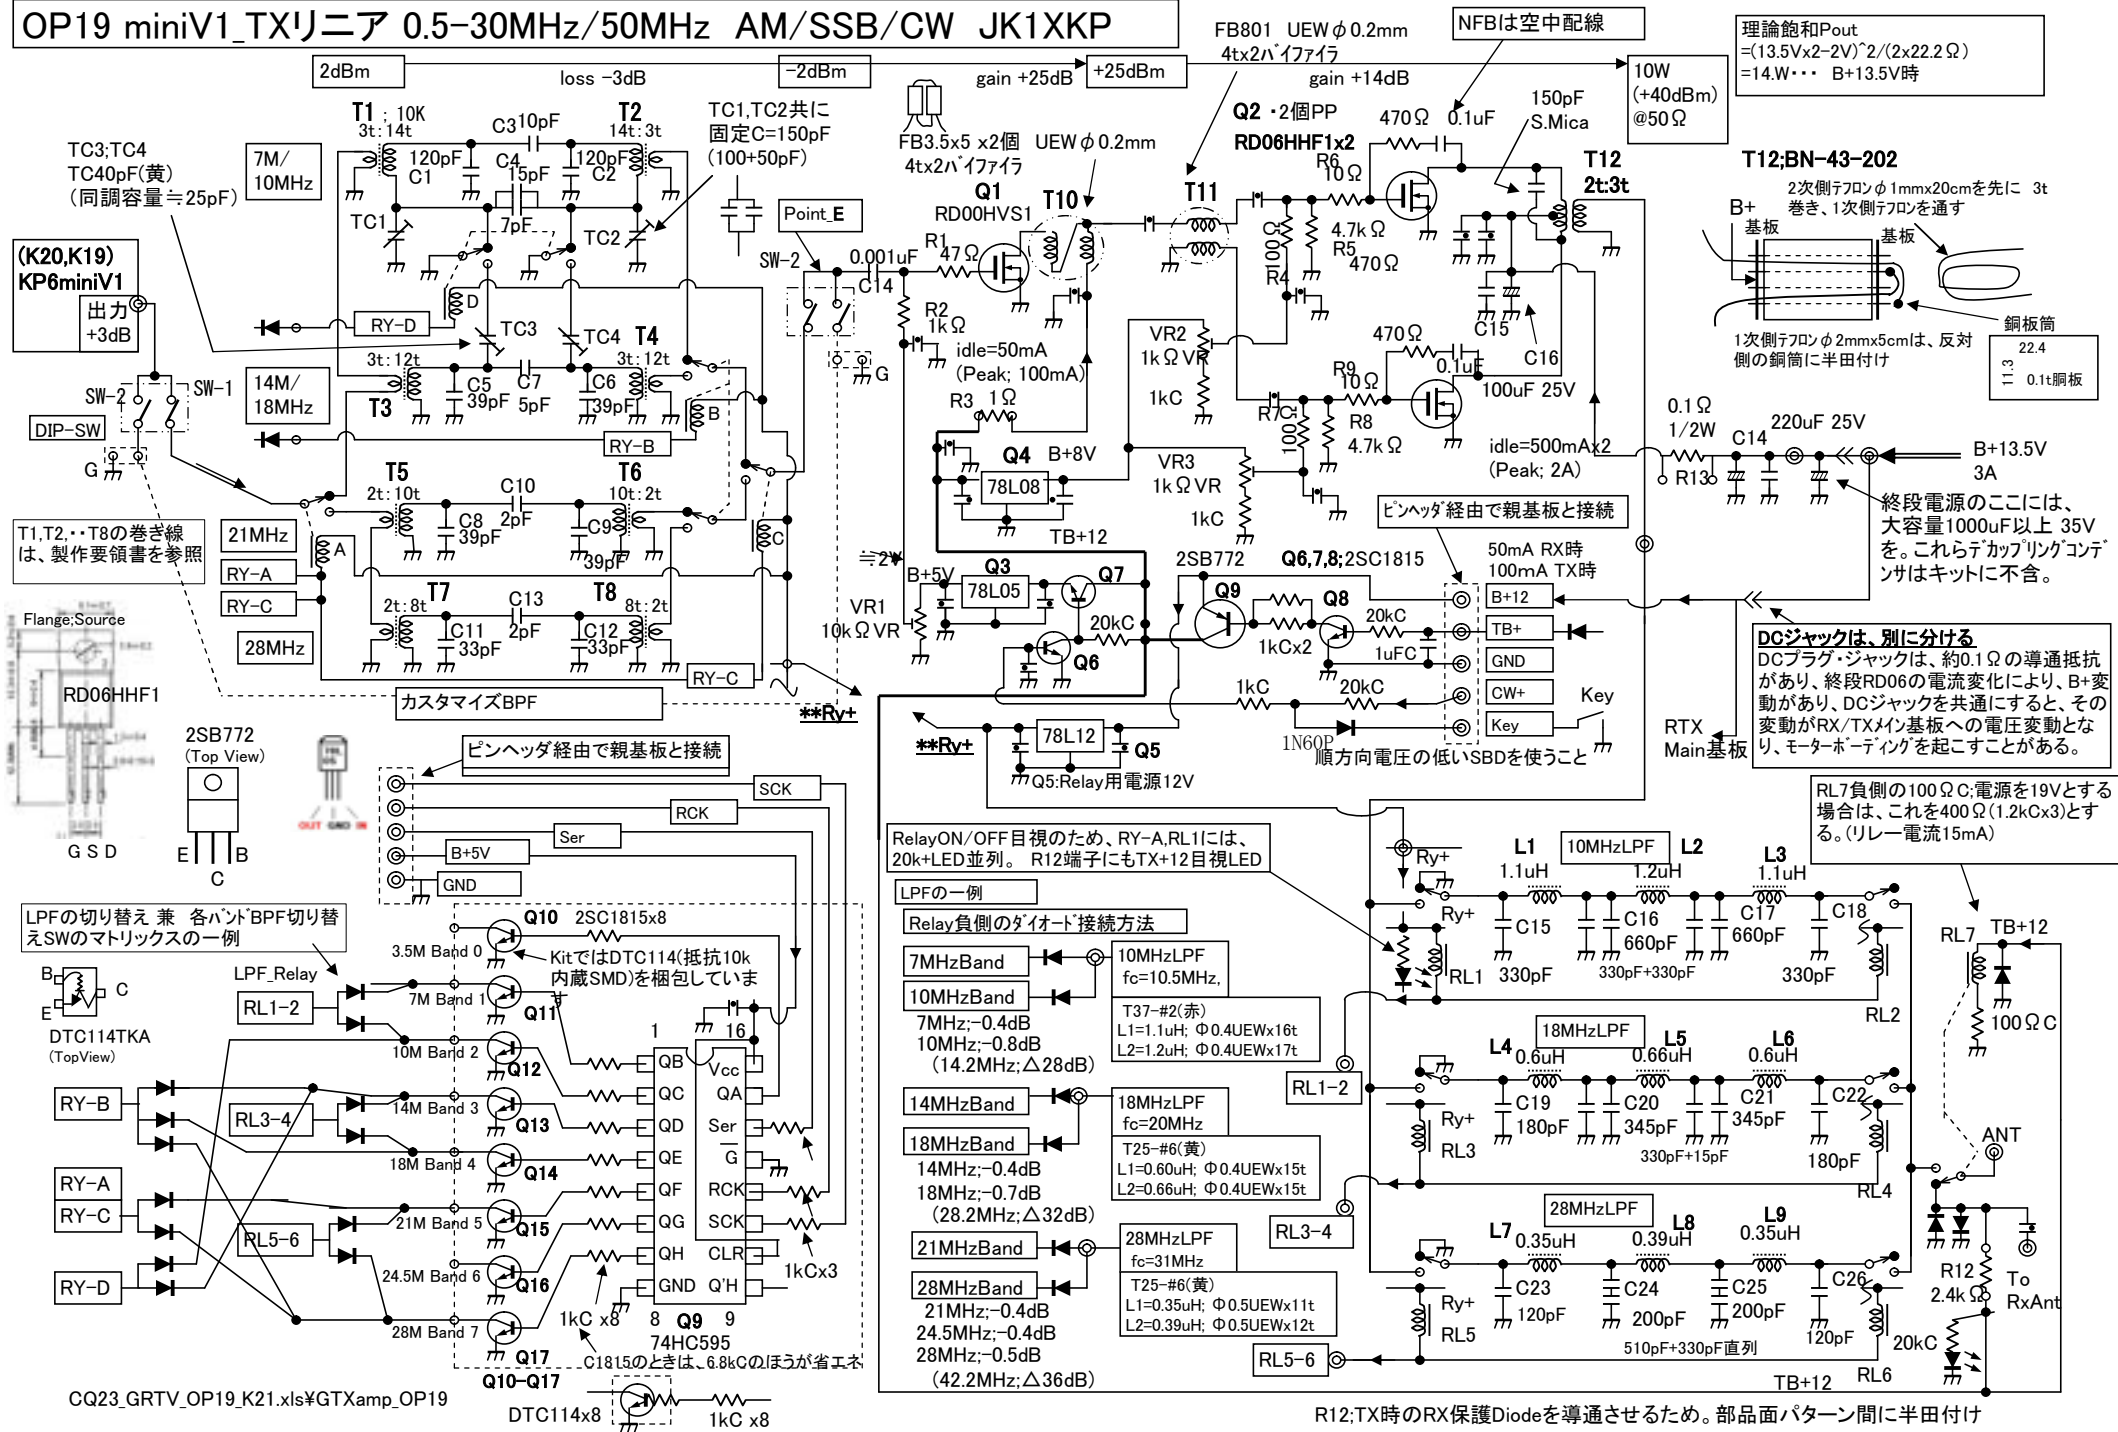 OP19 miniV1_TXリニア 0.5-30MHz/50MHz AM/SSB/CW JK1XKP
2dBm
loss -3dB
-2dBm
gain +25dB
+25dBm
FB801 UEWφ0.2mm
4tx2バイファイラ
gain +14dB
NFBは空中配線
10W
(+40dBm)
@50Ω
理論飽和Pout
=(13.5Vx2-2V)^2/(2x22.2Ω)
=14.W・・・ B+13.5V時
TC3;TC4
TC40pF(黄)
(同調容量≒25pF)
7M/
10MHz
T1 ; 10K
3t:14t
120pF
C1
C3
10pF
C4
15pF
7pF
T2
14t:3t
120pF
C2
TC1
TC2
TC1,TC2共に
固定C=150pF
(100+50pF)
FB3.5x5 x2個
4tx2バイファイラ
UEWφ0.2mm
Q2 ・2個PP
RD06HHF1x2
470Ω
0.1uF
150pF
S.Mica
T12
2t:3t
T12;BN-43-202
2次側テフロンφ1mmx20cmを先に 3t
巻き、1次側テフロンを通す
B+
基板
基板
銅板筒
1次側テフロンφ2mmx5cmは、反対
側の銅筒に半田付け
22.4
11.3
0.1t胴板
(K20,K19)
KP6miniV1
出力
+3dB
SW-2
SW-1
DIP-SW
G
D
RY-D
TC3
TC4
14M/
18MHz
3t:12t
T3
C5
39pF
C7
5pF
C6
39pF
T4
3t:12t
B
RY-B
Point_E
SW-2
G
0.001uF
C14
R1
47Ω
R2
1kΩ
Q1
RD00HVS1
T10
idle=50mA
(Peak; 100mA)
R3
1Ω
T11
R6
10Ω
4.7kΩ
R5
470Ω
100Ω
R4
VR2
1kΩVR
1kC
470Ω
0.1uF
R9
10Ω
R7
100Ω
R8
4.7kΩ
C15
C16
100uF 25V
idle=500mAx2
(Peak; 2A)
0.1Ω
1/2W
R13
C14
220uF 25V
B+13.5V
3A
終段電源のここには、
大容量1000uF以上 35V
を。これらデカップリングコンデ
ンサはキットに不含。
Q4
78L08
B+8V
VR3
1kΩVR
1kC
TB+12
T1,T2,・・T8の巻き線
は、製作要領書を参照
21MHz
RY-A
RY-C
28MHz
A
T5
2t:10t
C8
39pF
C10
2pF
C9
39pF
T6
10t:2t
C
T7
2t:8t
C11
33pF
C13
2pF
C12
33pF
T8
8t:2t
RY-C
カスタマイズBPF
**Ry+
≒2V
B+5V
VR1
10kΩVR
Q3
78L05
Q7
20kC
Q6
2SB772
Q9
Q6,7,8;2SC1815
Q8
20kC
1kCx2
1uFC
1kC
20kC
1N60P
順方向電圧の低いSBDを使うこと
ピンヘッダ経由で親基板と接続
50mA RX時
100mA TX時
B+12
TB+
GND
CW+
Key
Key
RTX
Main基板
DCジャックは、別に分ける
DCプラグ・ジャックは、約0.1Ωの導通抵抗
があり、終段RD06の電流変化により、B+変
動があり、DCジャックを共通にすると、その
変動がRX/TXメイン基板への電圧変動とな
り、モーターボーディングを起こすことがある。
**Ry+
78L12
Q5
Q5:Relay用電源12V
Flange;Source
RD06HHF1
G S D
2SB772
(Top View)
E
B
C
OUT GND IN
ピンヘッダ経由で親基板と接続
SCK
RCK
Ser
B+5V
GND
RelayON/OFF目視のため、RY-A,RL1には、
20k+LED並列。 R12端子にもTX+12目視LED
RL7負側の100ΩC;電源を19Vとする
場合は、これを400Ω(1.2kCx3)とす
る。(リレー電流15mA)
LPFの切り替え 兼 各バンドBPF切り替
えSWのマトリックスの一例
B
C
E
DTC114TKA
(TopView)
LPF_Relay
RL1-2
RY-B
RL3-4
RY-A
RY-C
RL5-6
RY-D
Q10
2SC1815x8
3.5M Band 0
KitではDTC114(抵抗10k
内蔵SMD)を梱包していま
す
7M Band 1
Q11
10M Band 2
Q12
14M Band 3
Q13
18M Band 4
Q14
21M Band 5
Q15
24.5M Band 6
Q16
28M Band 7
Q17
Q10-Q17
1
16
QB
Vcc
QC
QA
QD
Ser
QE
G
QF
RCK
QG
SCK
QH
CLR
GND
Q'H
8
9
Q9
74HC595
1kC x8
1kCx3
C1815のときは、6.8kCのほうが省エネ
DTC114x8
1kC x8
CQ23_GRTV_OP19_K21.xls¥GTXamp_OP19
LPFの一例
Relay負側のダイオード接続方法
7MHzBand
10MHzBand
10MHzLPF
fc=10.5MHz,
7MHz;-0.4dB
10MHz;-0.8dB
(14.2MHz;△28dB)
T37-#2(赤)
L1=1.1uH; Φ0.4UEWx16t
L2=1.2uH; Φ0.4UEWx17t
14MHzBand
18MHzBand
18MHzLPF
fc=20MHz
14MHz;-0.4dB
18MHz;-0.7dB
(28.2MHz;△32dB)
T25-#6(黄)
L1=0.60uH; Φ0.4UEWx15t
L2=0.66uH; Φ0.4UEWx15t
21MHzBand
28MHzBand
28MHzLPF
fc=31MHz
21MHz;-0.4dB
24.5MHz;-0.4dB
28MHz;-0.5dB
(42.2MHz;△36dB)
T25-#6(黄)
L1=0.35uH; Φ0.5UEWx11t
L2=0.39uH; Φ0.5UEWx12t
Ry+
Ry+
RL1
L1
1.1uH
10MHzLPF
L2
1.2uH
L3
1.1uH
C15
330pF
C16
660pF
330pF+330pF
C17
660pF
C18
330pF
RL2
RL1-2
Ry+
RL3
L4
0.6uH
18MHzLPF
L5
0.66uH
L6
0.6uH
C19
180pF
C20
345pF
330pF+15pF
C21
345pF
C22
180pF
RL4
RL3-4
Ry+
RL5
L7
0.35uH
28MHzLPF
L8
0.39uH
L9
0.35uH
C23
120pF
C24
200pF
510pF+330pF直列
C25
200pF
C26
120pF
RL6
RL5-6
RL7
TB+12
100ΩC
ANT
R12
2.4kΩ
To
RxAnt
20kC
TB+12
R12;TX時のRX保護Diodeを導通させるため。部品面パターン間に半田付け